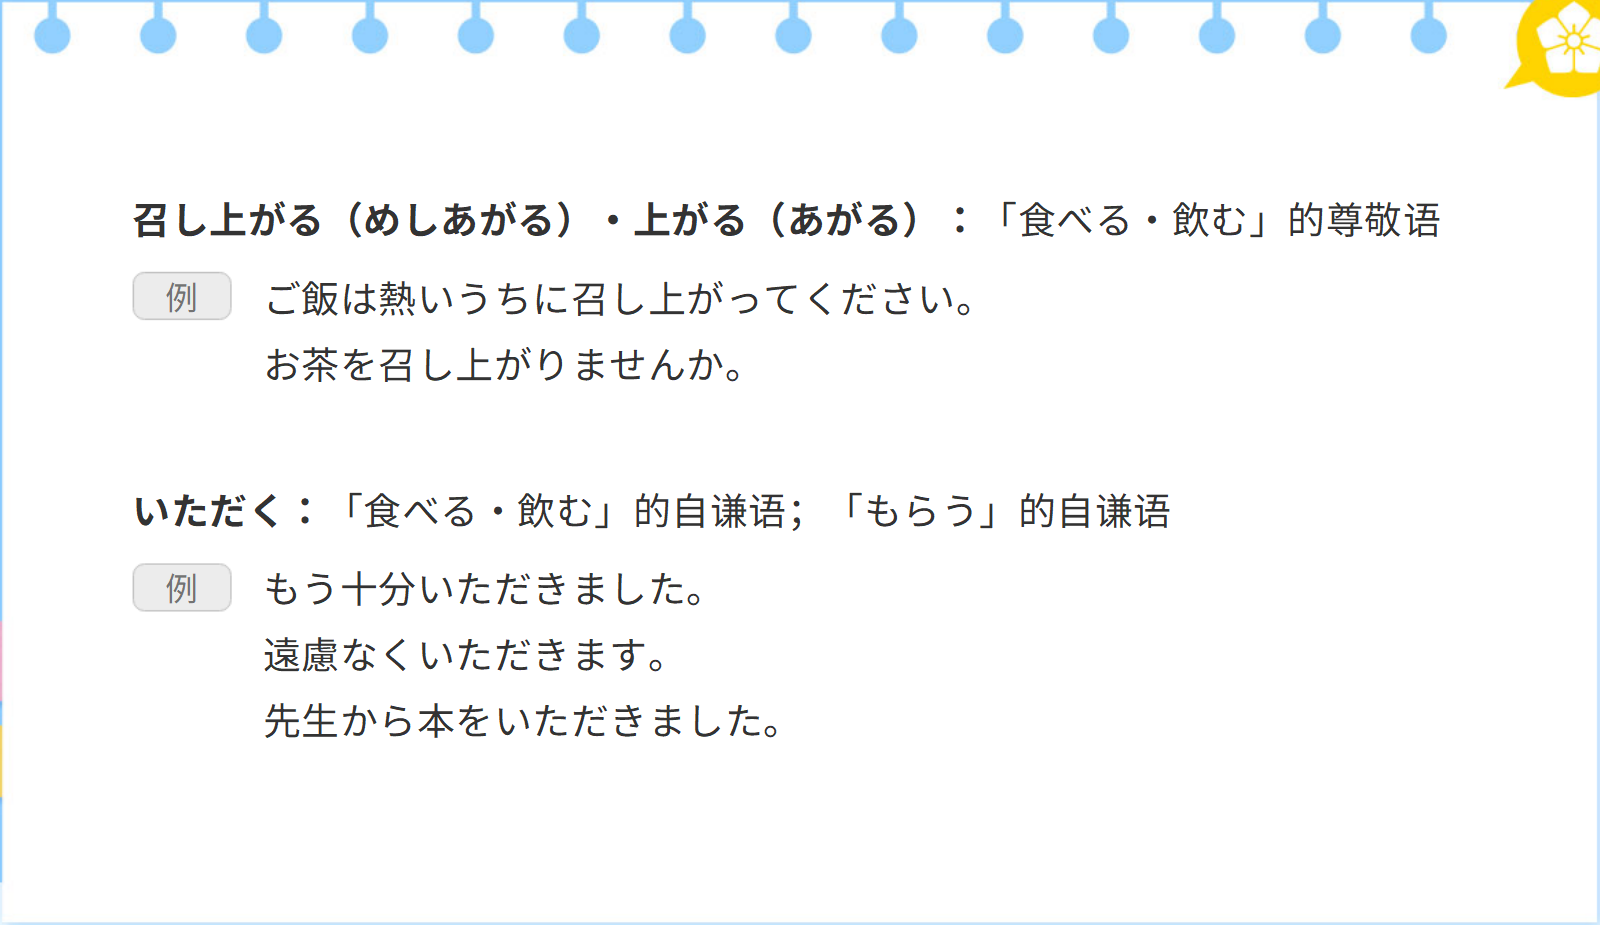 召し上がる（めしあがる）・上がる（あがる）：「食べる・飲む」的尊敬语
例 ご飯は熱いうちに召し上がってください。
お茶を召し上がりませんか。
いただく：「食べる・飲む」的自谦语；「もらう」的自谦语
例 もう十分いただきました。
遠慮なくいただきます。
先生から本をいただきました。